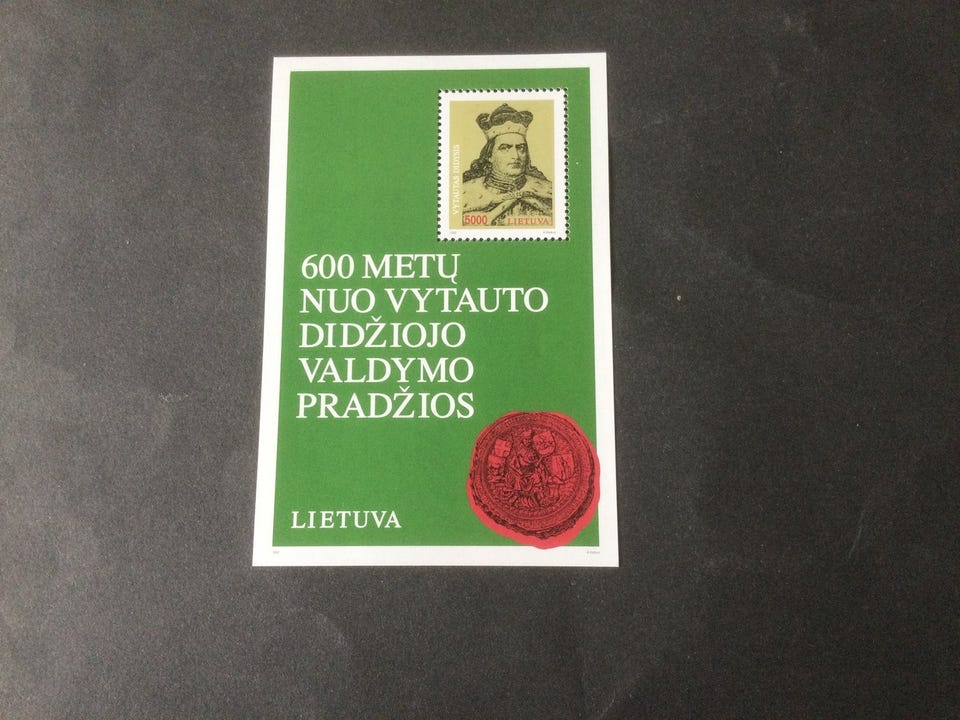 VYTAUTAS DIDYSIS
5000 LIETUVA
600 METŲ
NUO VYTAUTO
DIDŽIOJO
VALDYMO
PRADŽIOS
LIETUVA